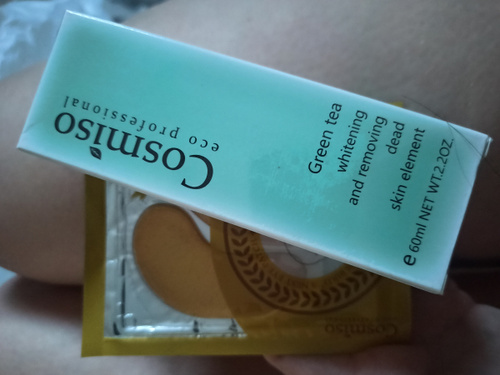 Cosmiso
eco professional
Green tea
whitening
and removing
dead
skin element
e 60ml NET WT.2.2OZ.
Cosmiso